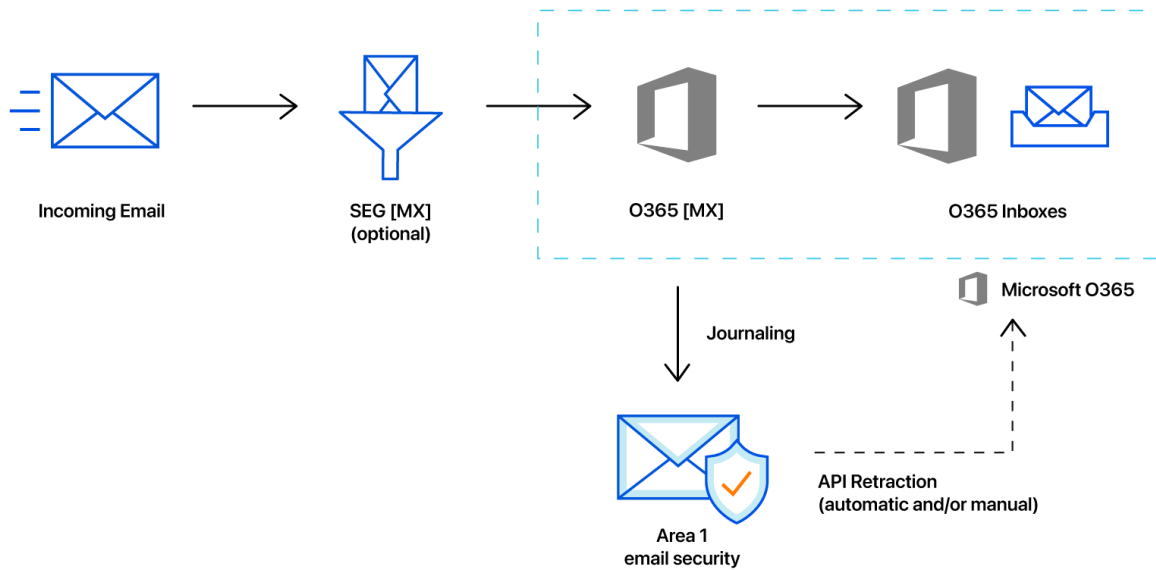 Incoming Email
SEG [MX]
(optional)
O365 [MX]
O365 Inboxes
Microsoft O365
Journaling
API Retraction
(automatic and/or manual)
Area 1
email security